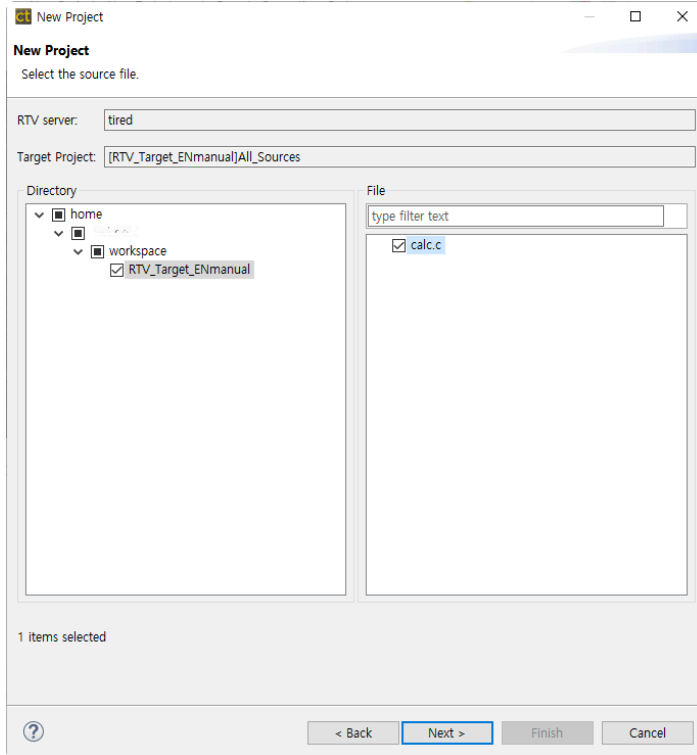 ct New Project
New Project
Select the source file.
RTV server: tired
Target Project: [RTV_Target_ENmanual]All_Sources
Directory
home
workspace
RTV_Target_ENmanual
File
type filter text
calc.c
1 items selected
? < Back Next > Finish Cancel